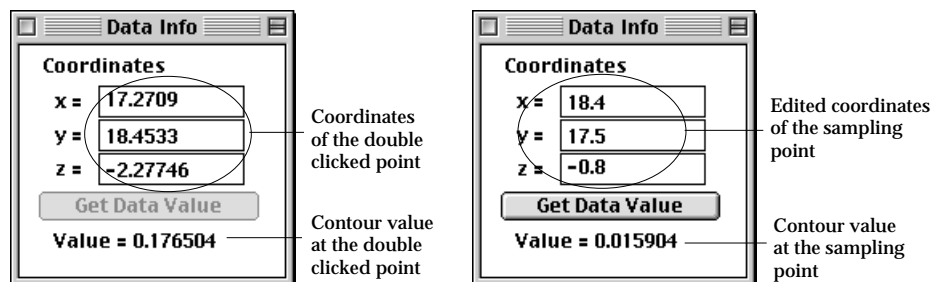 Data Info
Coordinates
x = 17.2709
y = 18.4533
z = -2.27746
Get Data Value
Value = 0.176504
Coordinates
of the double
clicked point
Contour value
at the double
clicked point
Data Info
Coordinates
x = 18.4
y = 17.5
z = -0.8
Get Data Value
Value = 0.015904
Edited coordinates
of the sampling
point
Contour value
at the sampling
point